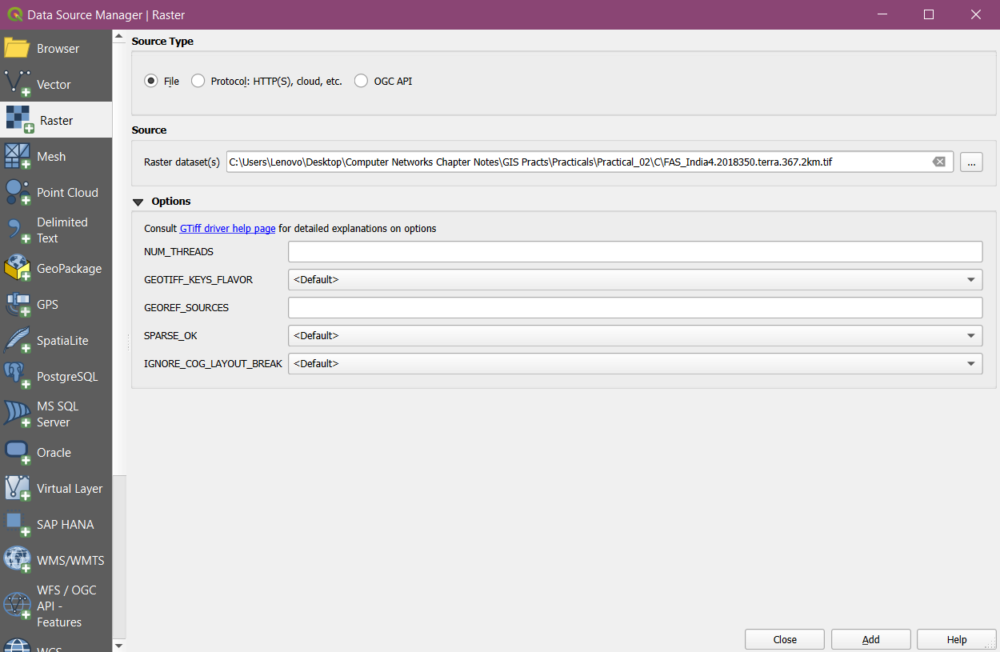 Data Source Manager | Raster
Browser
Vector
Raster
Mesh
Point Cloud
Delimited
Text
GeoPackage
GPS
SpatiaLite
PostgreSQL
MS SQL
Server
Oracle
Virtual Layer
SAP HANA
WMS/WMTS
WFS / OGC
API -
Features
WCS
Source Type
File Protocol: HTTP(S), cloud, etc. OGC API
Source
Raster dataset(s) C:\Users\Lenovo\Desktop\Computer Networks Chapter Notes\GIS Practs\Practicals\Practical_02\C\FAS_India4.2018350.terra.367.2km.tif ...
Options
Consult GTiff driver help page for detailed explanations on options
NUM_THREADS
GEOTIFF_KEYS_FLAVOR <Default>
GEOREF_SOURCES
SPARSE_OK <Default>
IGNORE_COG_LAYOUT_BREAK <Default>
Close Add Help